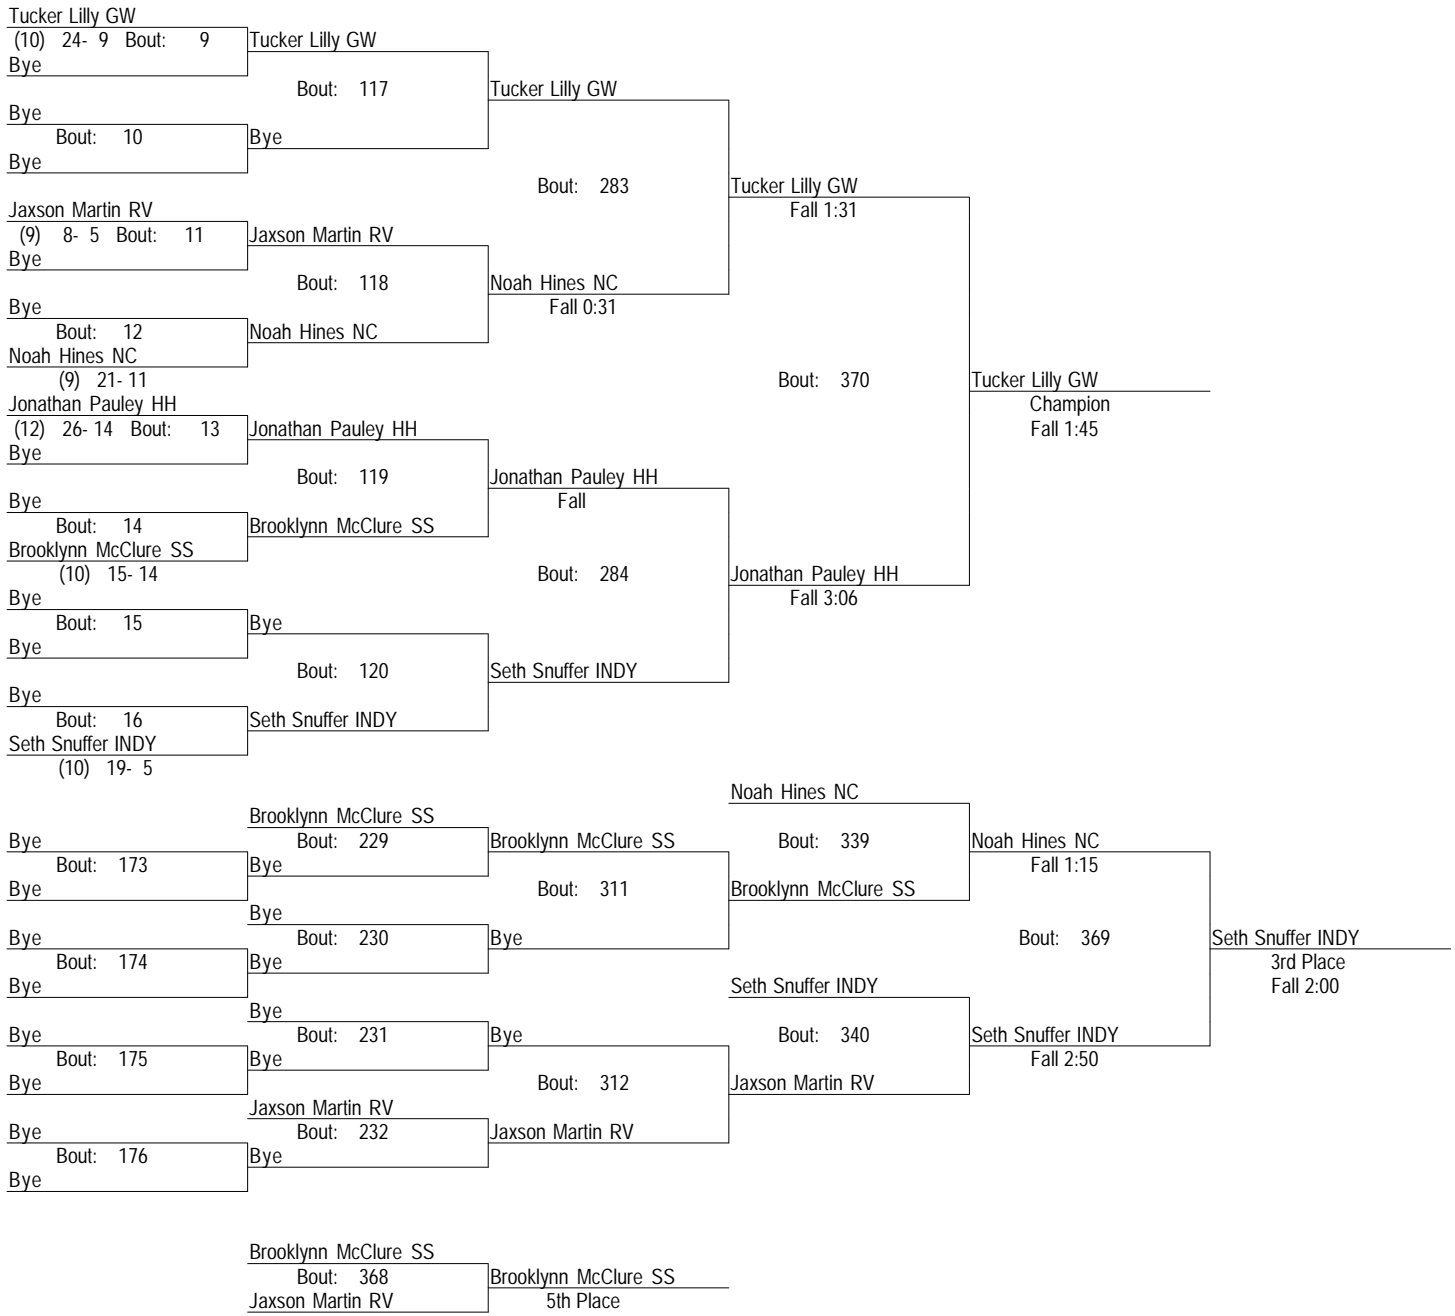 Tucker Lilly GW
(10) 24- 9 Bout: 9
Bye
Bye
Bout: 10
Bye
Jaxson Martin RV
(9) 8- 5 Bout: 11
Bye
Bye
Bout: 12
Noah Hines NC
(9) 21- 11
Jonathan Pauley HH
(12) 26- 14 Bout: 13
Bye
Bye
Bout: 14
Brooklynn McClure SS
(10) 15- 14
Bye
Bout: 15
Bye
Bye
Bout: 16
Seth Snuffer INDY
(10) 19- 5
Tucker Lilly GW
Bout: 117
Bye
Jaxson Martin RV
Bout: 118
Noah Hines NC
Jonathan Pauley HH
Bout: 119
Brooklynn McClure SS
Bye
Bout: 120
Seth Snuffer INDY
Tucker Lilly GW
Bout: 283
Noah Hines NC
Fall 0:31
Jonathan Pauley HH
Fall
Bout: 284
Seth Snuffer INDY
Tucker Lilly GW
Fall 1:31
Bout: 370
Jonathan Pauley HH
Fall 3:06
Tucker Lilly GW
Champion
Fall 1:45
Bye
Bout: 173
Bye
Bye
Bout: 174
Bye
Bye
Bout: 175
Bye
Bye
Bout: 176
Bye
Brooklynn McClure SS
Bout: 229
Bye
Bye
Bout: 230
Bye
Bye
Bout: 231
Bye
Jaxson Martin RV
Bout: 232
Bye
Brooklynn McClure SS
Bout: 311
Bye
Bye
Bout: 312
Jaxson Martin RV
Noah Hines NC
Bout: 339
Brooklynn McClure SS
Seth Snuffer INDY
Bout: 340
Jaxson Martin RV
Noah Hines NC
Fall 1:15
Bout: 369
Seth Snuffer INDY
Fall 2:50
Seth Snuffer INDY
3rd Place
Fall 2:00
Brooklynn McClure SS
Bout: 368
Jaxson Martin RV
Brooklynn McClure SS
5th Place